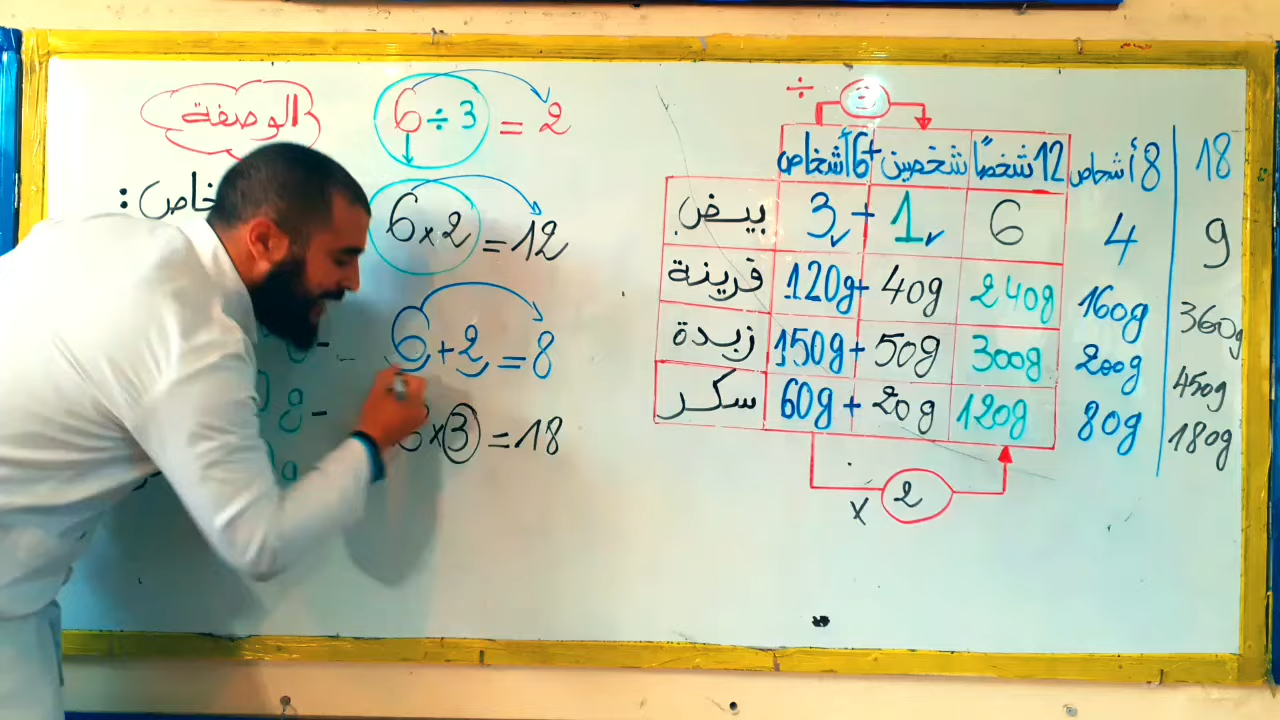 الوصفة
6 ÷ 3 = 2
خاص :
6 × 2 = 12
6 + 2 = 8
× 3 = 18
g -
g -
÷
6 أشخاص + شخصين 12 شخصًا 8 أشخاص 18
بيض 3 + 1 6 4 9
فرينة 120g + 40g 240g 160g 360g
زبدة 150g + 50g 300g 200g 450g
سكر 60g + 20g 120g 80g 180g
× 2